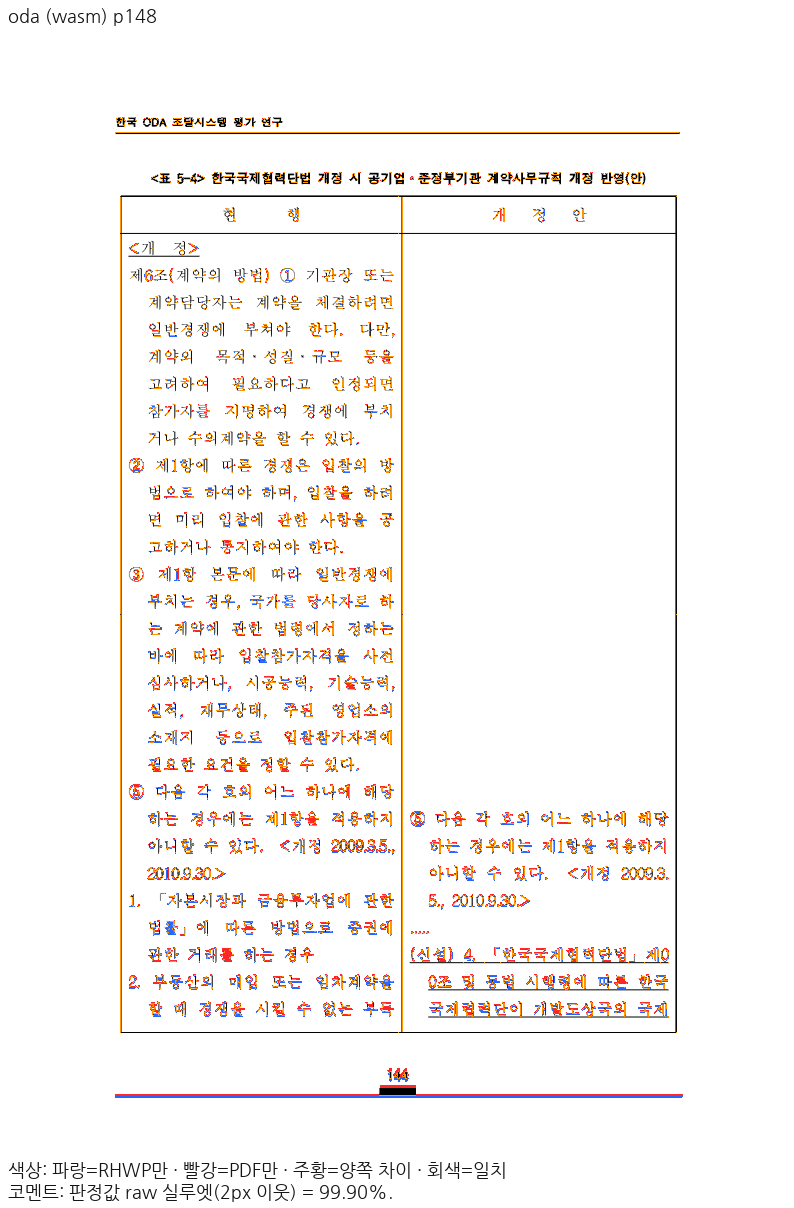 oda (wasm) p148
한국 ODA 조달시스템 평가 연구
<표 5-4> 한국국제협력단법 개정 시 공기업·준정부기관 계약사무규칙 개정 반영(안)
현 행
개 정 안
<개 정>
제6조(계약의 방법) ① 기관장 또는
계약담당자는 계약을 체결하려면
일반경쟁에 부쳐야 한다. 다만,
계약의 목적·성질·규모 등을
고려하여 필요하다고 인정되면
참가자를 지명하여 경쟁에 부치
거나 수의계약을 할 수 있다.
② 제1항에 따른 경쟁은 입찰의 방
법으로 하여야 하며, 입찰을 하려
면 미리 입찰에 관한 사항을 공
고하거나 통지하여야 한다.
③ 제1항 본문에 따라 일반경쟁에
부치는 경우, 국가를 당사자로 하
는 계약에 관한 법령에서 정하는
바에 따라 입찰참가자격을 사전
심사하거나, 시공능력, 기술능력,
실적, 재무상태, 주된 영업소의
소재지 등으로 입찰참가자격에
필요한 요건을 정할 수 있다.
⑤ 다음 각 호의 어느 하나에 해당
하는 경우에는 제1항을 적용하지
아니할 수 있다. <개정 2009.3.5.,
2010.9.30.>
1. 「자본시장과 금융투자업에 관한
법률」에 따른 방법으로 증권에
관한 거래를 하는 경우
2. 부동산의 매입 또는 임차계약을
할 때 경쟁을 시킬 수 없는 부득
⑤ 다음 각 호의 어느 하나에 해당
하는 경우에는 제1항을 적용하지
아니할 수 있다. <개정 2009.3.
5., 2010.9.30.>
.....
(신설) 4. 「한국국제협력단법」제0
0조 및 동법 시행령에 따른 한국
국제협력단이 개발도상국의 국제
144
색상: 파랑=RHWP만 · 빨강=PDF만 · 주황=양쪽 차이 · 회색=일치
코멘트: 판정값 raw 실루엣(2px 이웃) = 99.90%.